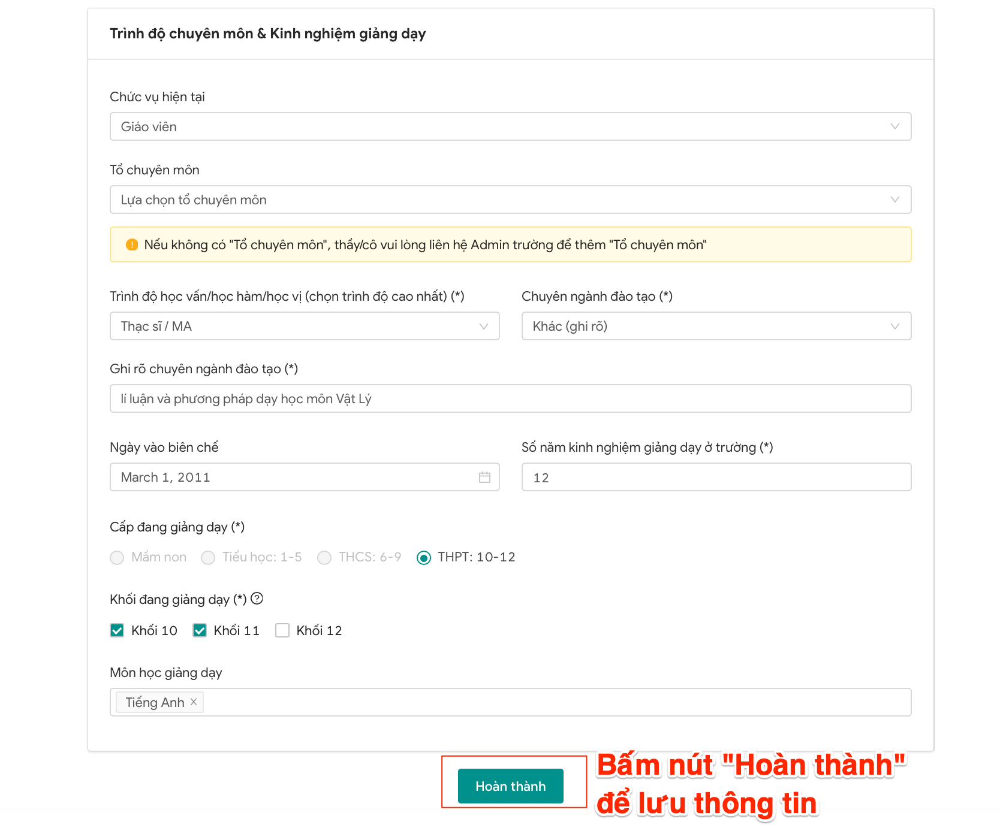 Trình độ chuyên môn & Kinh nghiệm giảng dạy
Chức vụ hiện tại
Giáo viên
Tổ chuyên môn
Lựa chọn tổ chuyên môn
Nếu không có "Tổ chuyên môn", thầy/cô vui lòng liên hệ Admin trường để thêm "Tổ chuyên môn"
Trình độ học vấn/học hàm/học vị (chọn trình độ cao nhất) (*)
Chuyên ngành đào tạo (*)
Thạc sĩ / MA
Khác (ghi rõ)
Ghi rõ chuyên ngành đào tạo (*)
lí luận và phương pháp dạy học môn Vật Lý
Ngày vào biên chế
Số năm kinh nghiệm giảng dạy ở trường (*)
March 1, 2011
12
Cấp đang giảng dạy (*)
Mầm non Tiểu học: 1-5 THCS: 6-9 THPT: 10-12
Khối đang giảng dạy (*)
Khối 10 Khối 11 Khối 12
Môn học giảng dạy
Tiếng Anh
Hoàn thành
Bấm nút "Hoàn thành"
để lưu thông tin